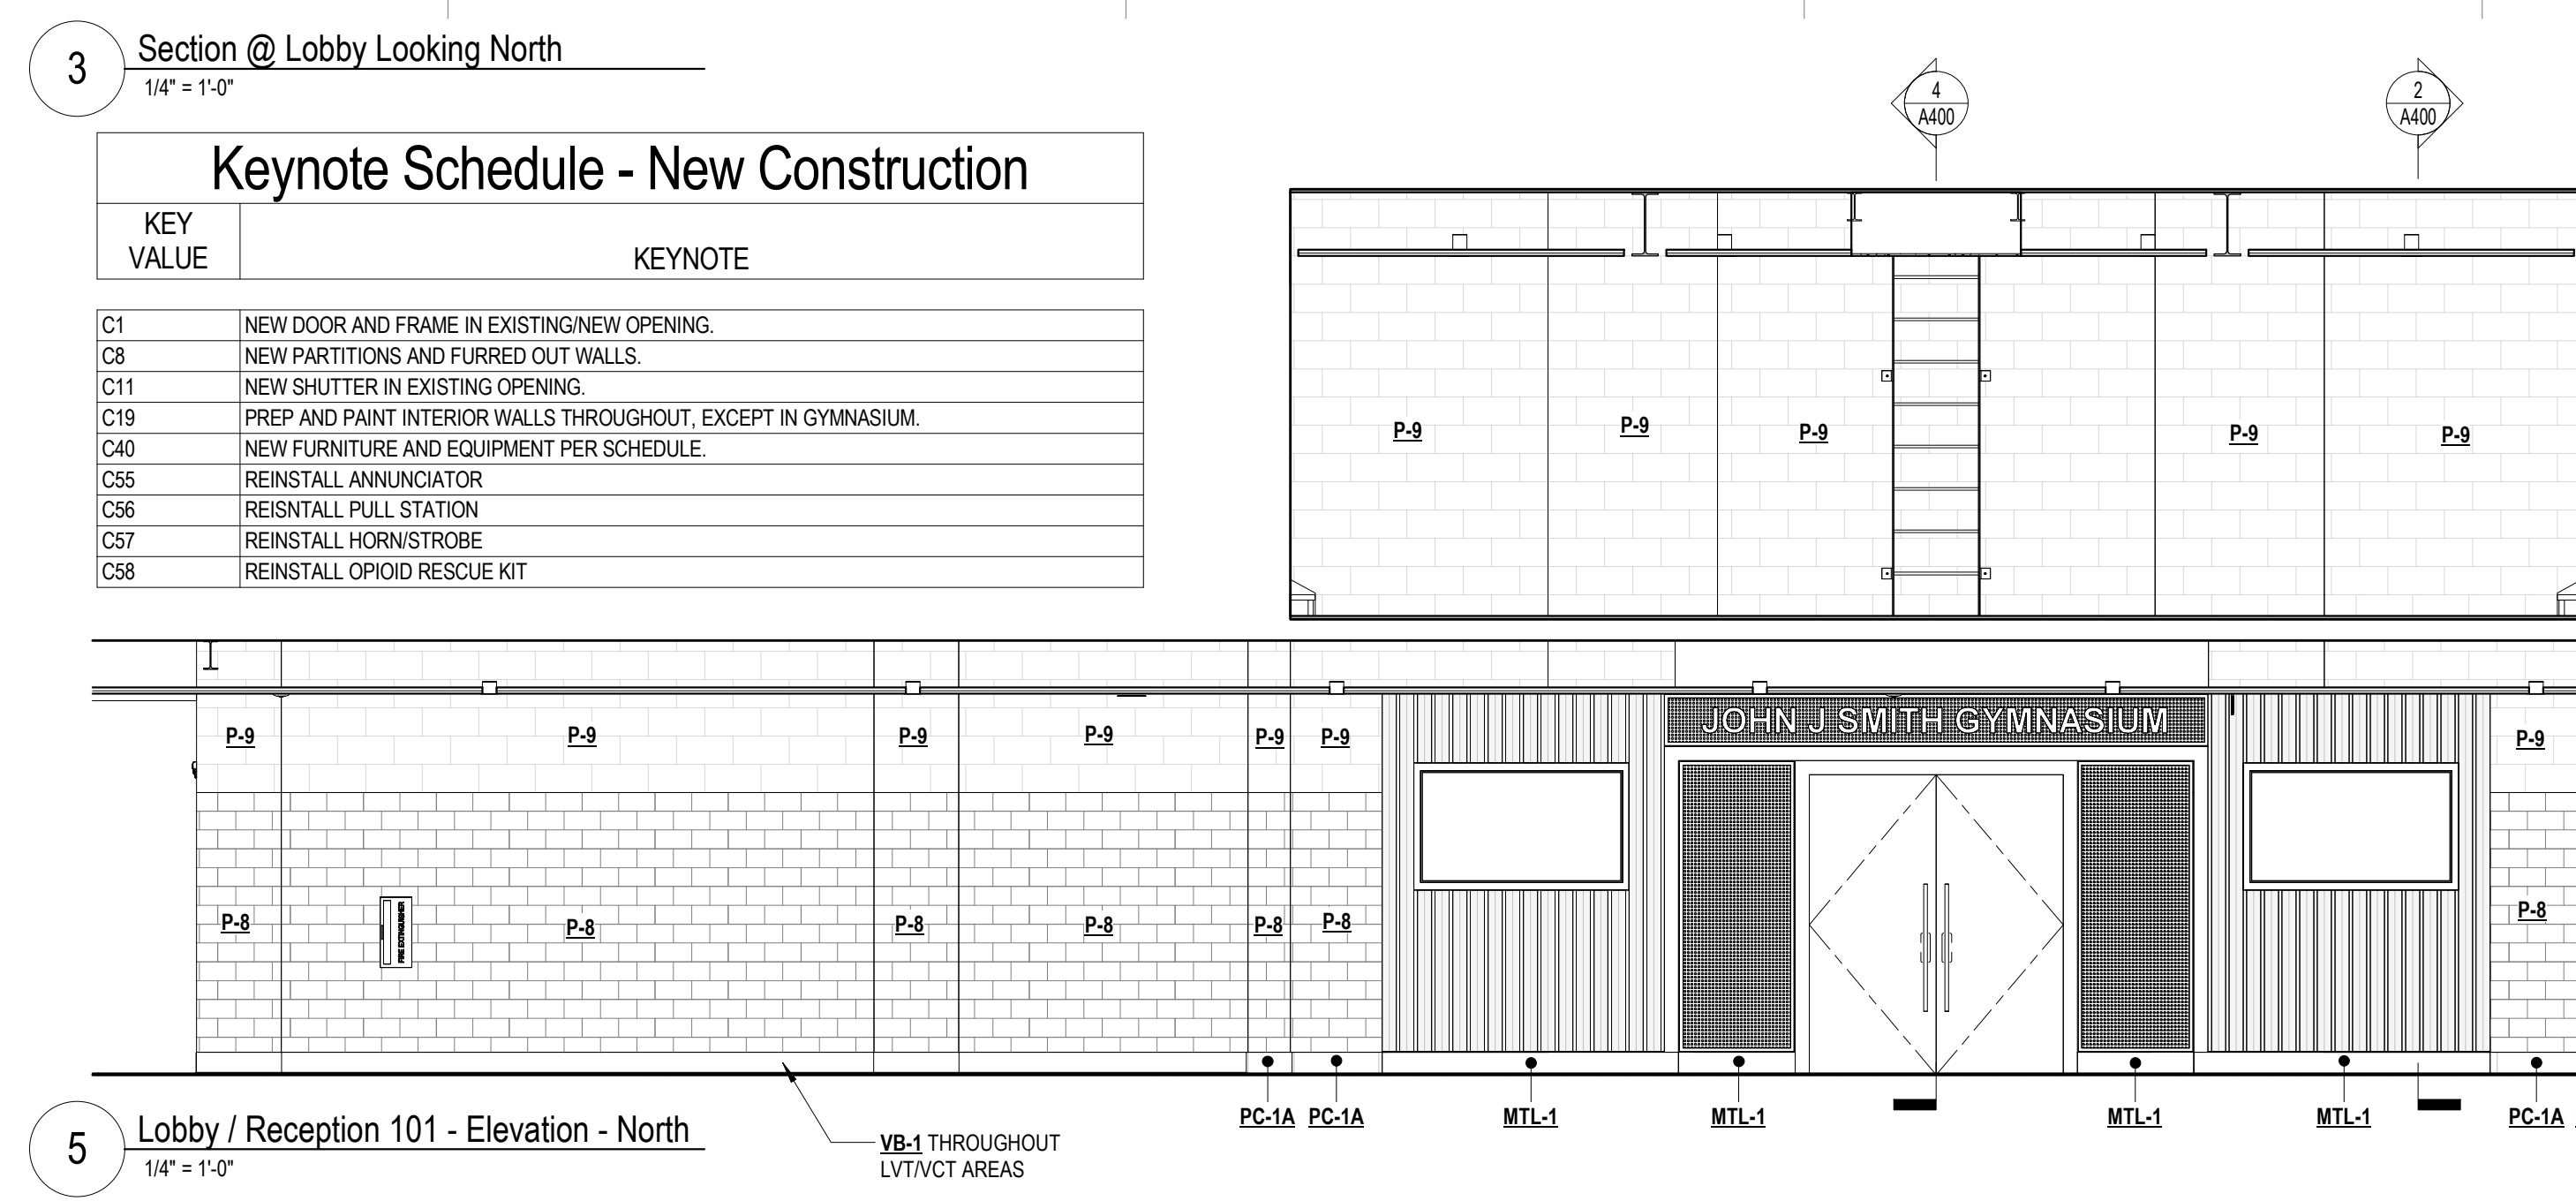 3
Section @ Lobby Looking North
1/4" = 1'-0"
Keynote Schedule - New Construction
KEY VALUE
KEYNOTE
C1 NEW DOOR AND FRAME IN EXISTING/NEW OPENING.
C8 NEW PARTITIONS AND FURRED OUT WALLS.
C11 NEW SHUTTER IN EXISTING OPENING.
C19 PREP AND PAINT INTERIOR WALLS THROUGHOUT, EXCEPT IN GYMNASIUM.
C40 NEW FURNITURE AND EQUIPMENT PER SCHEDULE.
C55 REINSTALL ANNUNCIATOR
C56 REISNTALL PULL STATION
C57 REINSTALL HORN/STROBE
C58 REINSTALL OPIOID RESCUE KIT
4
A400
2
A400
P-9 P-9 P-9 P-9 P-9
JOHN J SMITH GYMNASIUM
P-9 P-9 P-9 P-9 P-9 P-9 P-9
FIRE EXTINGUISHER
P-8 P-8 P-8 P-8 P-8 P-8 P-8
PC-1A PC-1A MTL-1 MTL-1 MTL-1 MTL-1 PC-1A
5
Lobby / Reception 101 - Elevation - North
1/4" = 1'-0"
VB-1 THROUGHOUT
LVT/VCT AREAS